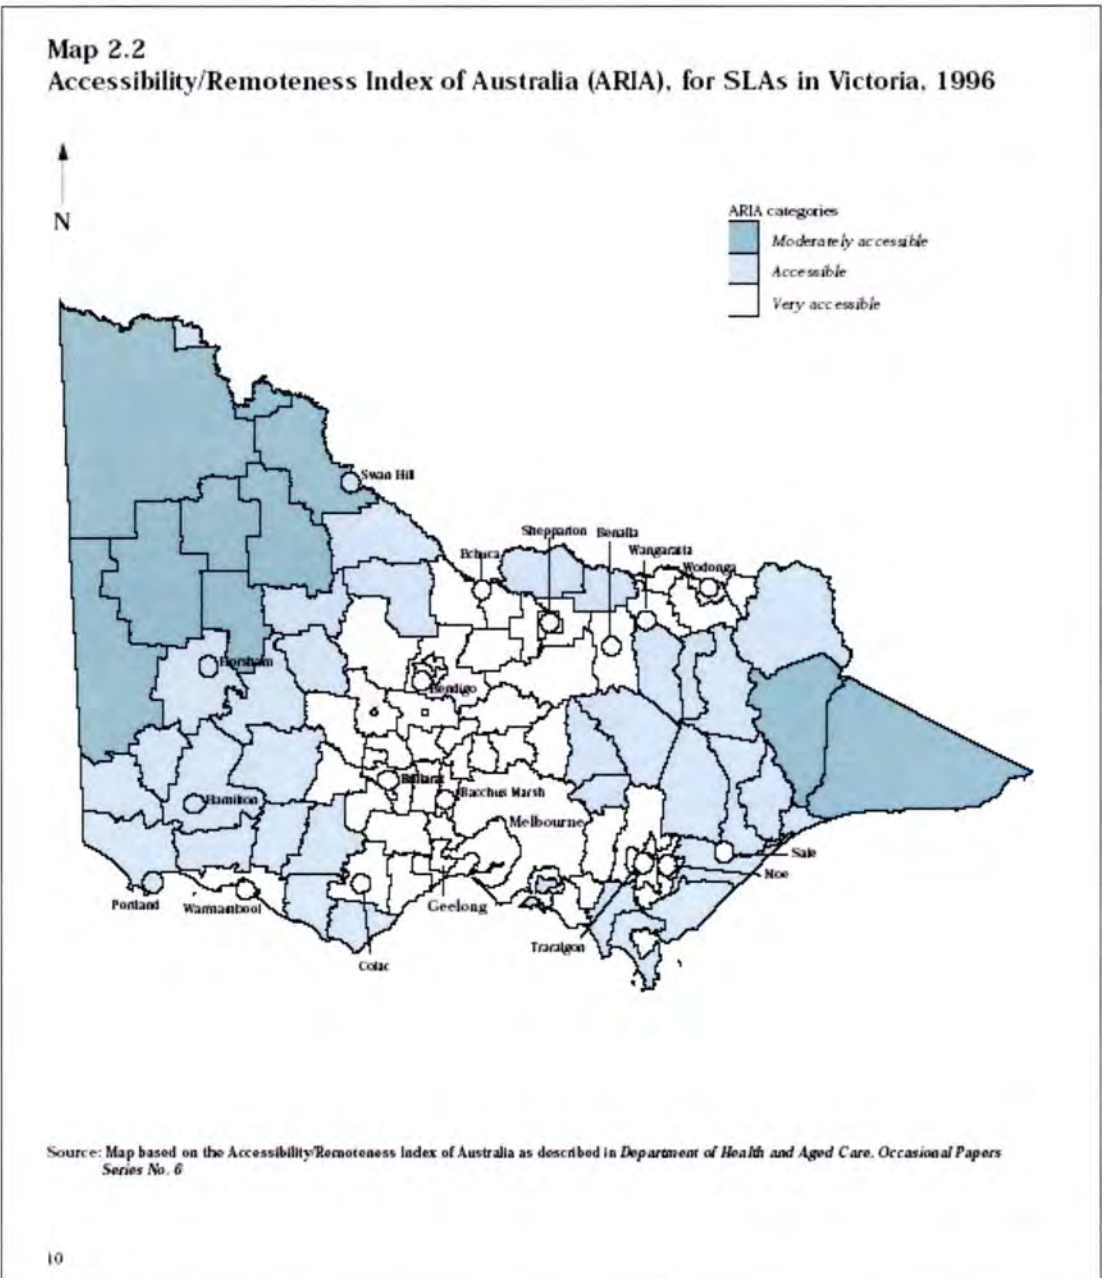 Map 2.2
Accessibility/Remoteness Index of Australia (ARIA), for SLAs in Victoria, 1996
N
ARIA categories
Moderately accessible
Accessible
Very accessible
Swan Hill
Shepparton
Benalla
Echuca
Wangaratta
Wodonga
Horsham
Bendigo
Ballarat
Bacchus Marsh
Hamilton
Melbourne
Sale
Moe
Portland
Warrnambool
Geelong
Traralgon
Colac
Source: Map based on the Accessibility/Remoteness Index of Australia as described in Department of Health and Aged Care, Occasional Papers
Series No. 6
10